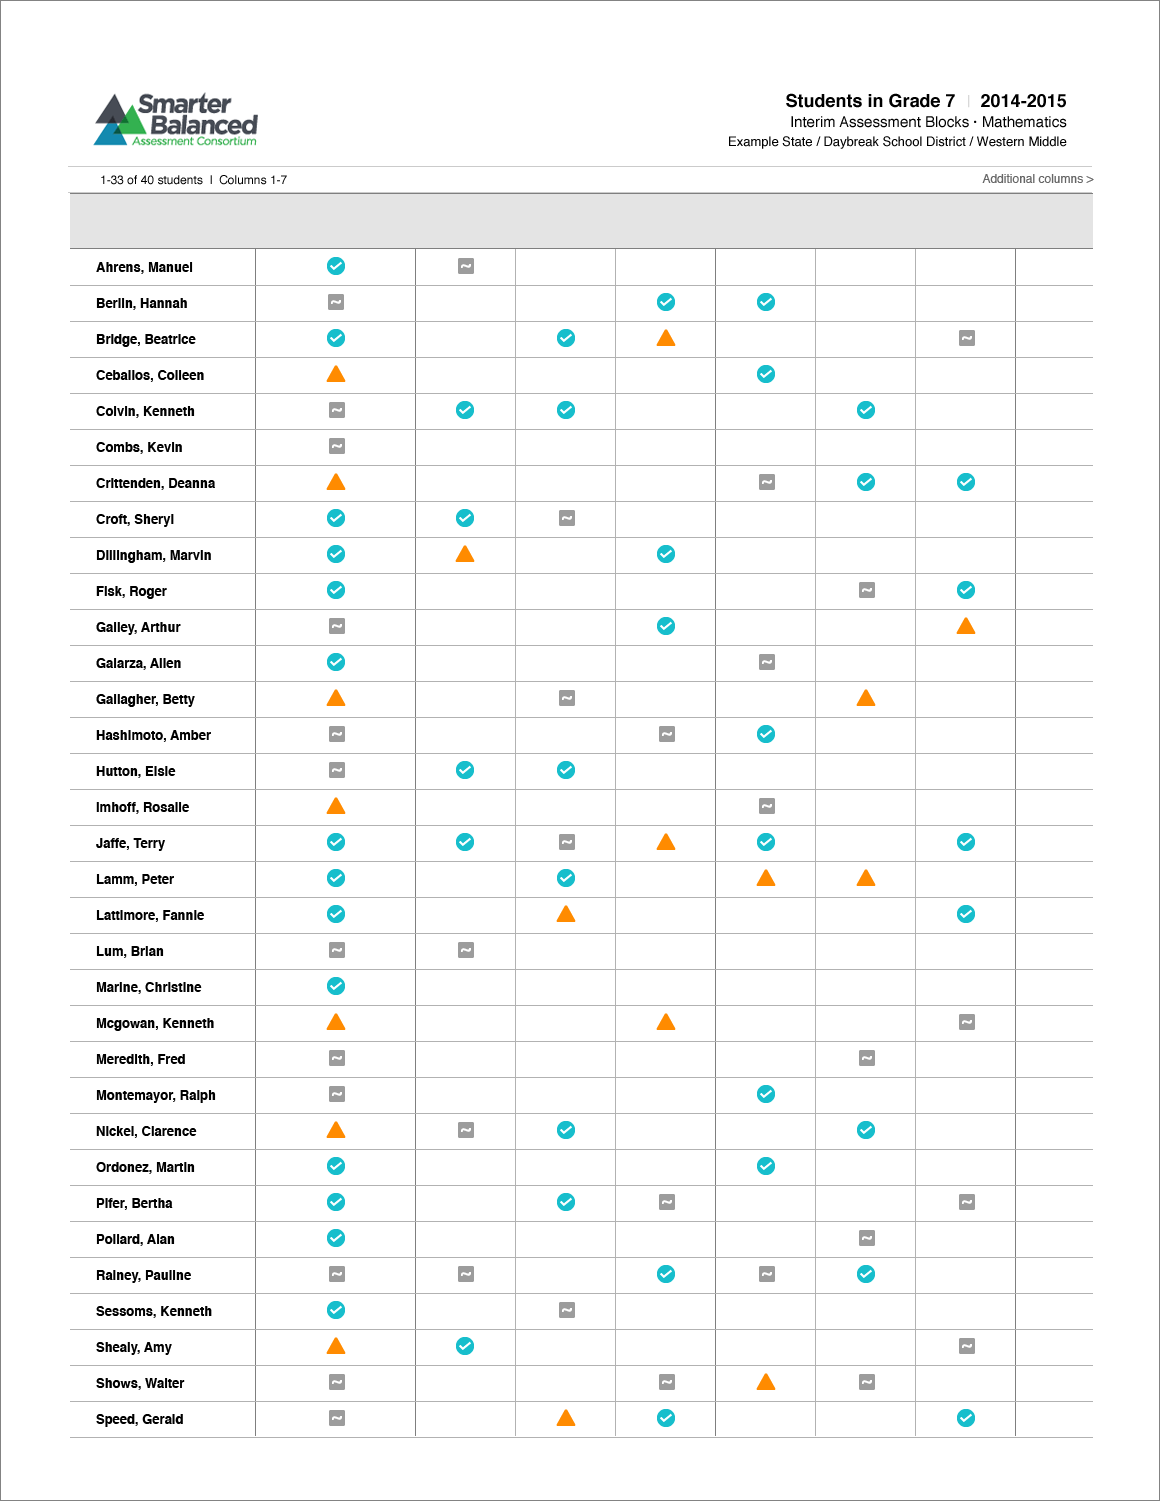 Smarter
Balanced
Assessment Consortium
Students in Grade 7 | 2014-2015
Interim Assessment Blocks · Mathematics
Example State / Daybreak School District / Western Middle
1-33 of 40 students | Columns 1-7
Additional columns >
Ahrens, Manuel
Berlin, Hannah
Bridge, Beatrice
Ceballos, Colleen
Colvin, Kenneth
Combs, Kevin
Crittenden, Deanna
Croft, Sheryl
Dillingham, Marvin
Fisk, Roger
Galley, Arthur
Galarza, Allen
Gallagher, Betty
Hashimoto, Amber
Hutton, Elsie
Imhoff, Rosalie
Jaffe, Terry
Lamm, Peter
Lattimore, Fannie
Lum, Brian
Marine, Christine
Mcgowan, Kenneth
Meredith, Fred
Montemayor, Ralph
Nickel, Clarence
Ordonez, Martin
Pifer, Bertha
Pollard, Alan
Rainey, Pauline
Sessoms, Kenneth
Shealy, Amy
Shows, Walter
Speed, Gerald